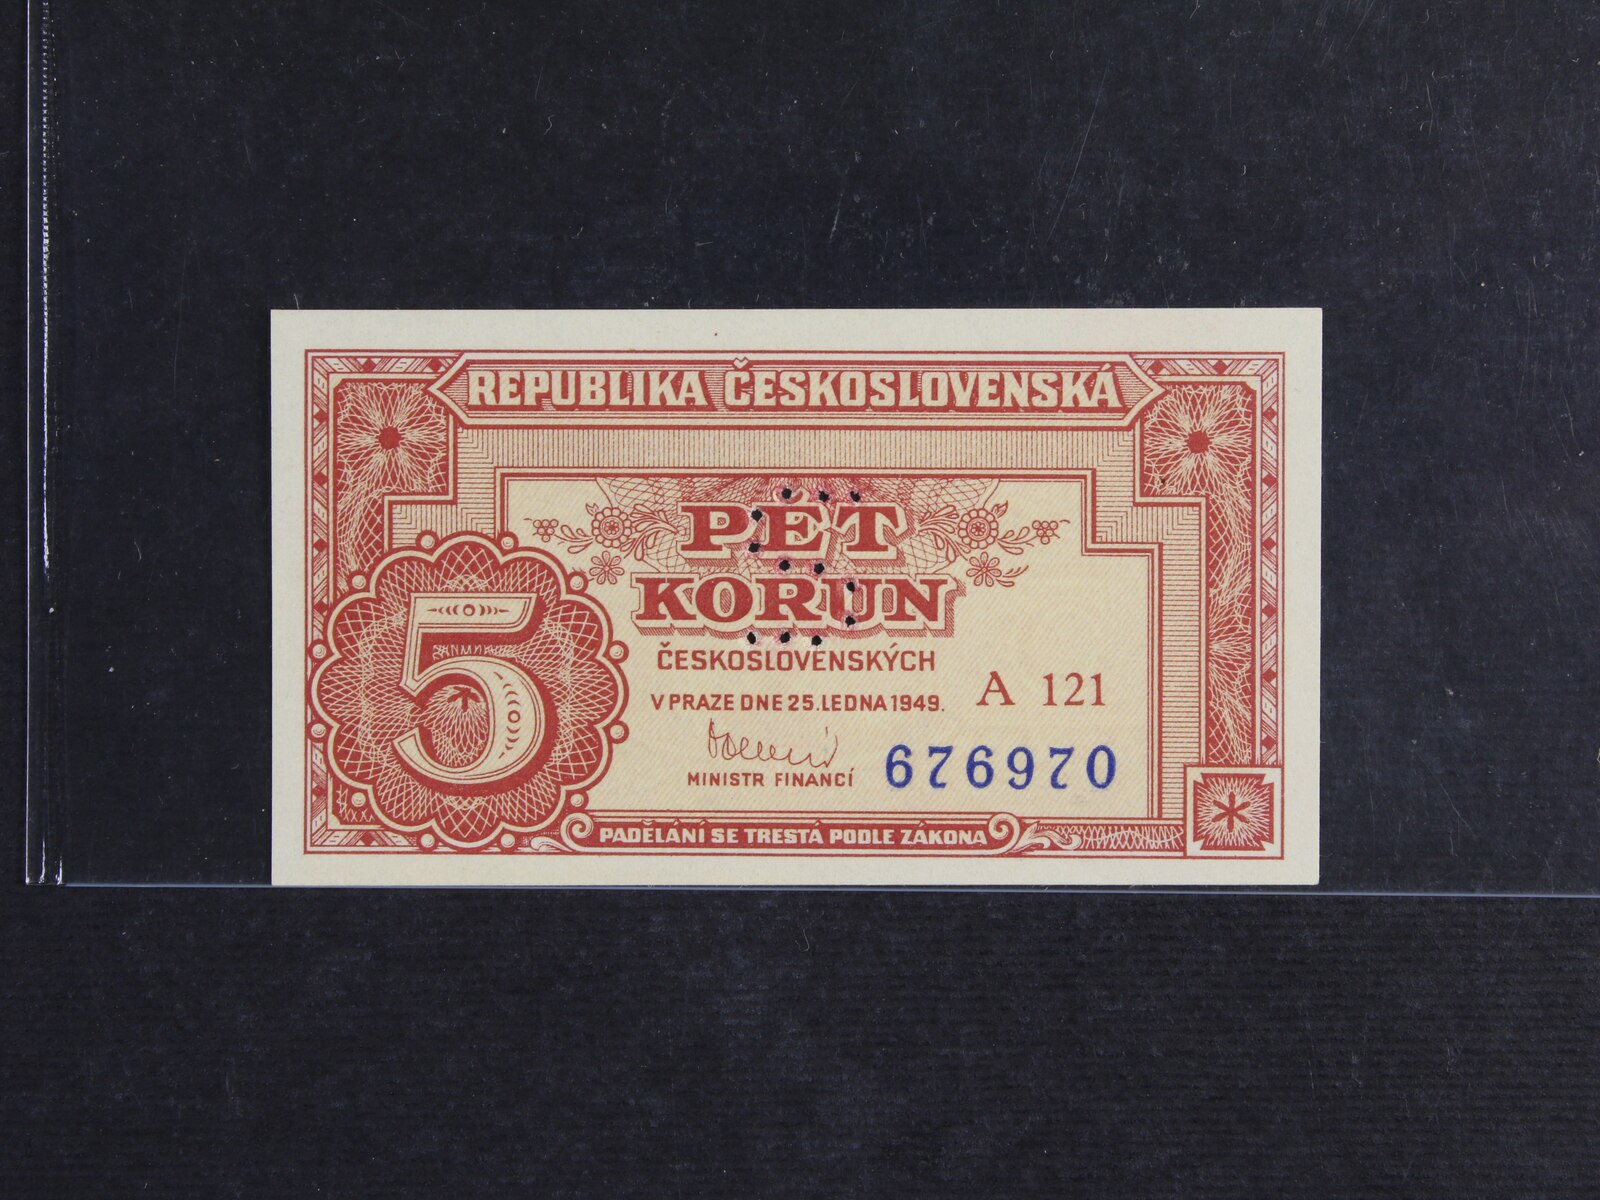 REPUBLIKA ČESKOSLOVENSKÁ
PĚT
KORUN
ČESKOSLOVENSKÝCH
V PRAZE DNE 25. LEDNA 1949.
A 121
MINISTR FINANCÍ
676970
5
PADĚLÁNÍ SE TRESTÁ PODLE ZÁKONA